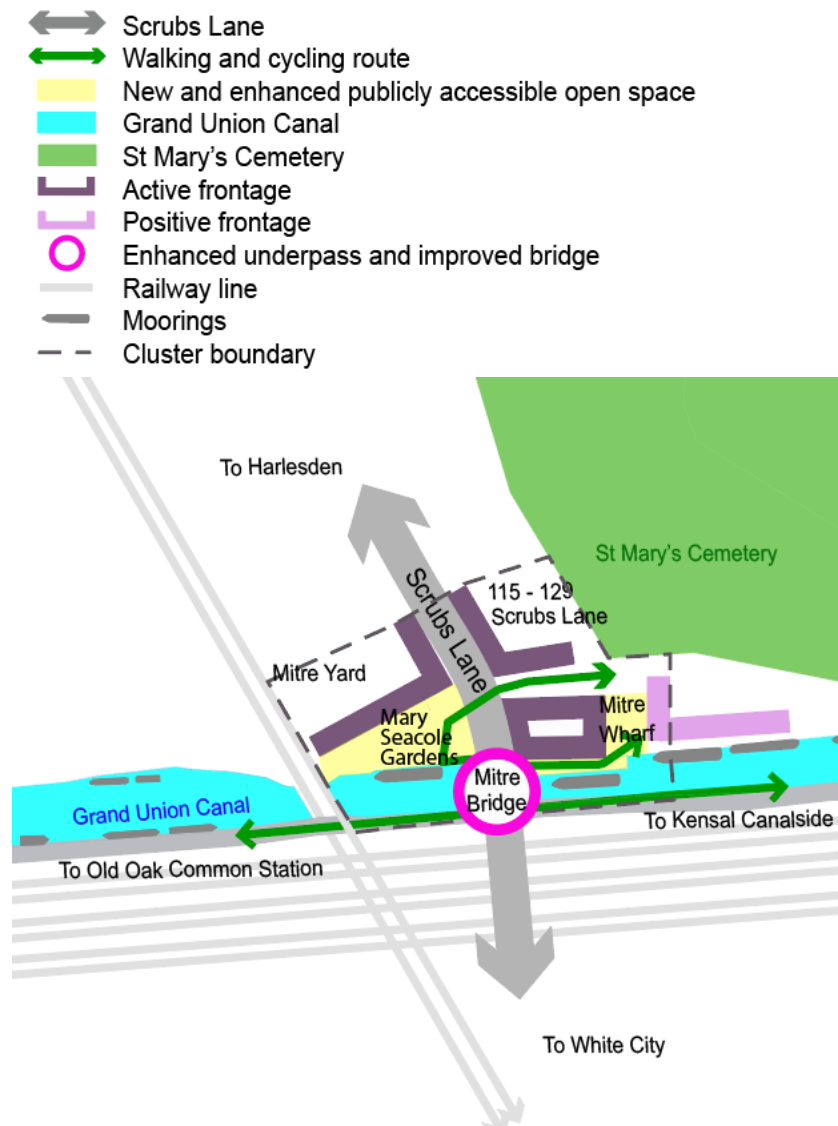 Scrubs Lane
Walking and cycling route
New and enhanced publicly accessible open space
Grand Union Canal
St Mary's Cemetery
Active frontage
Positive frontage
Enhanced underpass and improved bridge
Railway line
Moorings
Cluster boundary
To Harlesden
St Mary's Cemetery
Scrubs Lane
115 - 129
Scrubs Lane
Mitre Yard
Mary
Seacole
Gardens
Mitre
Wharf
Mitre
Bridge
Grand Union Canal
To Kensal Canalside
To Old Oak Common Station
To White City